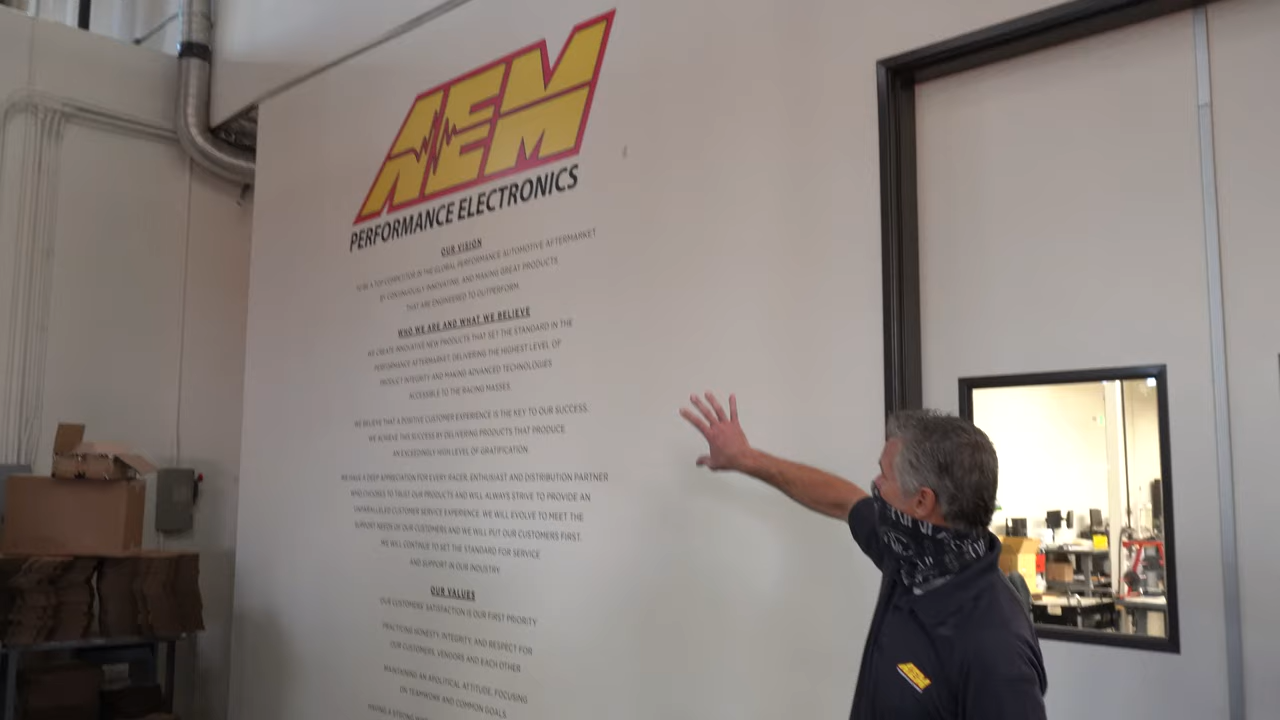 AEM
PERFORMANCE ELECTRONICS
OUR VISION
TO BE A TOP COMPETITOR IN THE GLOBAL PERFORMANCE AUTOMOTIVE AFTERMARKET
BY CONTINUOUSLY INNOVATING, AND MAKING GREAT PRODUCTS
THAT ARE ENGINEERED TO OUTPERFORM.
WHO WE ARE AND WHAT WE BELIEVE
WE CREATE INNOVATIVE NEW PRODUCTS THAT SET THE STANDARD IN THE
PERFORMANCE AFTERMARKET, DELIVERING THE HIGHEST LEVEL OF
PRODUCT INTEGRITY AND MAKING ADVANCED TECHNOLOGIES
ACCESSIBLE TO THE RACING MASSES.
WE BELIEVE THAT A POSITIVE CUSTOMER EXPERIENCE IS THE KEY TO OUR SUCCESS.
WE ACHIEVE THIS SUCCESS BY DELIVERING PRODUCTS THAT PRODUCE
AN EXCEEDINGLY HIGH LEVEL OF GRATIFICATION.
WE HAVE A DEEP APPRECIATION FOR EVERY RACER, ENTHUSIAST AND DISTRIBUTION PARTNER
WHO CHOOSES TO TRUST OUR PRODUCTS AND WILL ALWAYS STRIVE TO PROVIDE AN
UNPARALLELED CUSTOMER SERVICE EXPERIENCE. WE WILL EVOLVE TO MEET THE
SUPPORT NEEDS OF OUR CUSTOMERS AND WE WILL PUT OUR CUSTOMERS FIRST.
WE WILL CONTINUE TO SET THE STANDARD FOR SERVICE
AND SUPPORT IN OUR INDUSTRY.
OUR VALUES
OUR CUSTOMERS' SATISFACTION IS OUR FIRST PRIORITY
PRACTICING HONESTY, INTEGRITY, AND RESPECT FOR
OUR CUSTOMERS, VENDORS AND EACH OTHER
MAINTAINING AN APOLITICAL ATTITUDE, FOCUSING
ON TEAMWORK AND COMMON GOALS
HAVING A STRONG
AEM